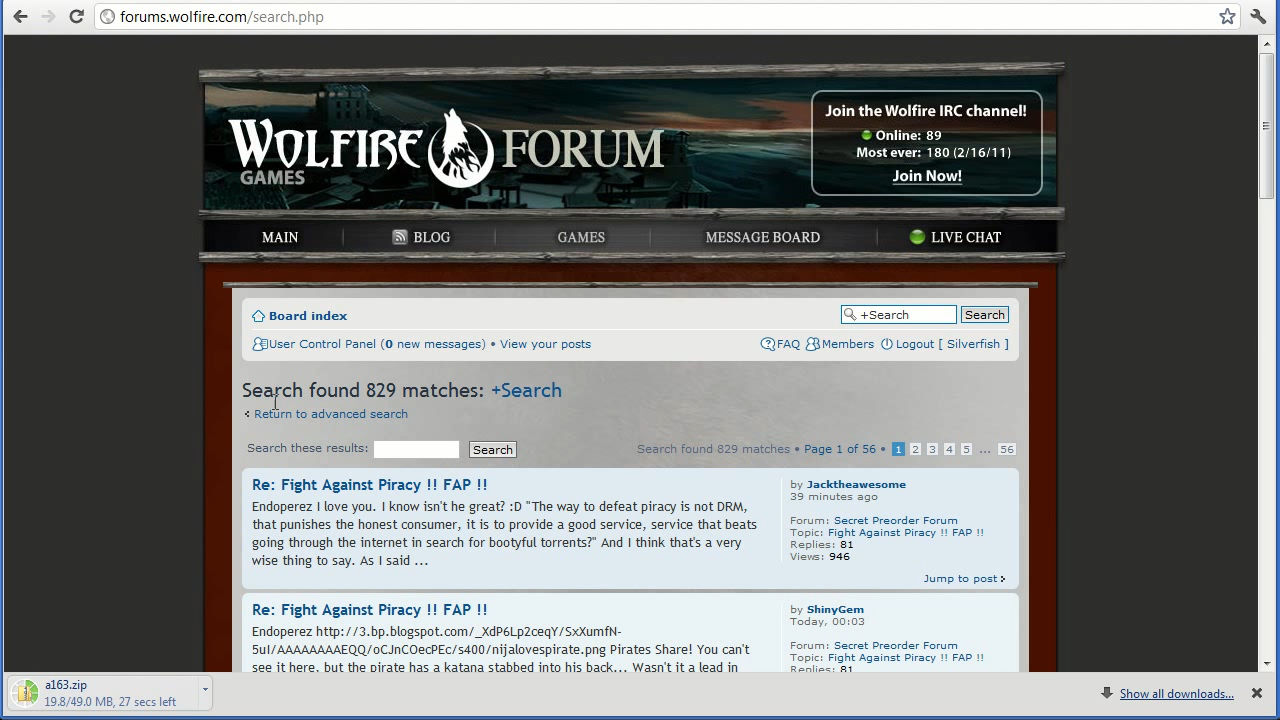 forums.wolfire.com/search.php
WOLFIRE GAMES FORUM
Join the Wolfire IRC channel!
Online: 89
Most ever: 180 (2/16/11)
Join Now!
MAIN BLOG GAMES MESSAGE BOARD LIVE CHAT
Board index
+Search Search
User Control Panel (0 new messages) • View your posts
FAQ Members Logout [ Silverfish ]
Search found 829 matches: +Search
Return to advanced search
Search these results: Search
Search found 829 matches • Page 1 of 56 • 1 2 3 4 5 ... 56
Re: Fight Against Piracy !! FAP !!
Endoperez I love you. I know isn't he great? :D "The way to defeat piracy is not DRM,
that punishes the honest consumer, it is to provide a good service, service that beats
going through the internet in search for bootyful torrents?" And I think that's a very
wise thing to say. As I said ...
by Jacktheawesome
39 minutes ago
Forum: Secret Preorder Forum
Topic: Fight Against Piracy !! FAP !!
Replies: 81
Views: 946
Jump to post
Re: Fight Against Piracy !! FAP !!
Endoperez http://3.bp.blogspot.com/_XdP6Lp2ceqY/SxXumfN-
5uI/AAAAAAAAEQQ/oCJnCOecPEc/s400/nijalovespirate.png Pirates Share! You can't
see it here, but the pirate has a katana stabbed into his back... Wasn't it a lead in
by ShinyGem
Today, 00:03
Forum: Secret Preorder Forum
Topic: Fight Against Piracy !! FAP !!
Replies: 81
a163.zip
19.8/49.0 MB, 27 secs left
Show all downloads...